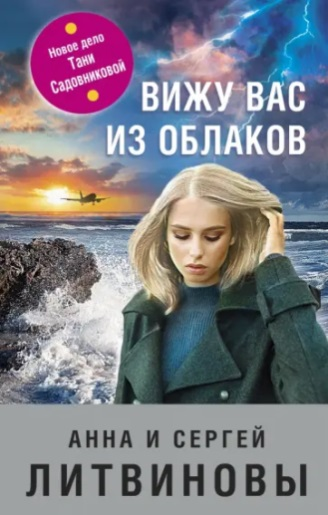 Новое дело
Тани
Садовниковой
ВИЖУ ВАС
ИЗ ОБЛАКОВ
АННА И СЕРГЕЙ
ЛИТВИНОВЫ